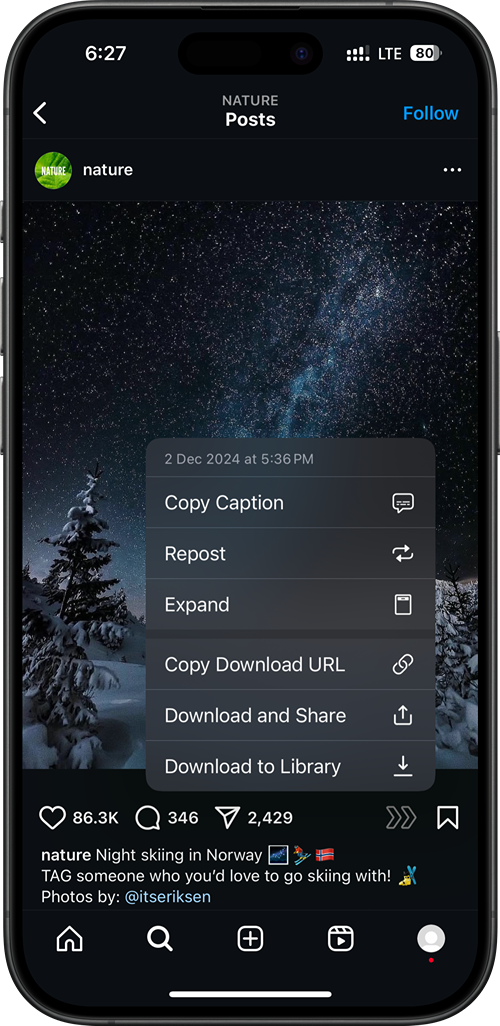 6:27 LTE 80
NATURE
Posts
Follow
NATURE nature
2 Dec 2024 at 5:36 PM
Copy Caption
Repost
Expand
Copy Download URL
Download and Share
Download to Library
86.3K 346 2,429
nature Night skiing in Norway 🌌 ⛷️ 🇳🇴
TAG someone who you’d love to go skiing with! 🎿
Photos by: @itseriksen